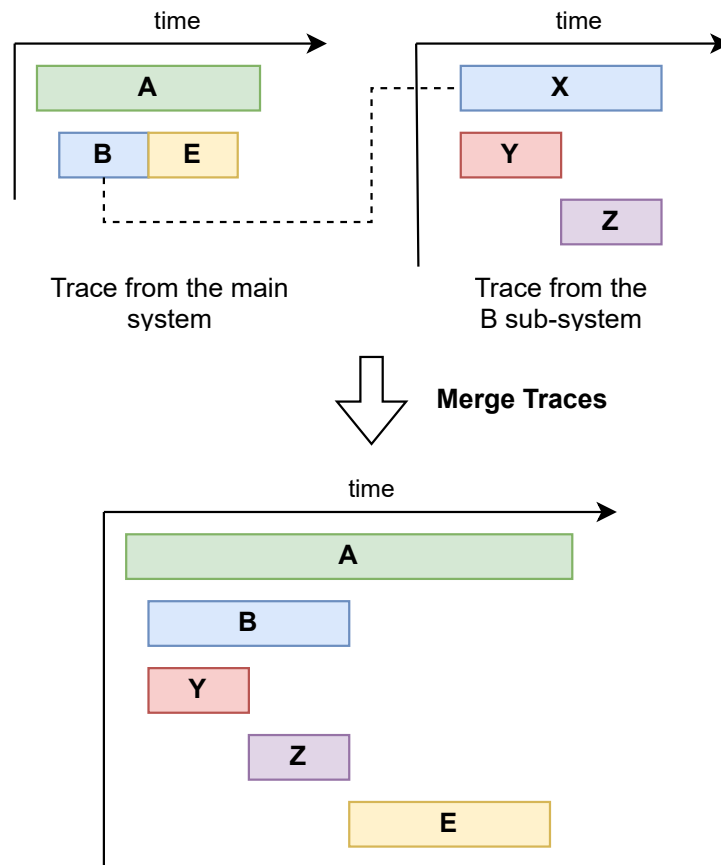 time
A
B
E
Trace from the main
system
time
X
Y
Z
Trace from the
B sub-system
Merge Traces
time
A
B
Y
Z
E